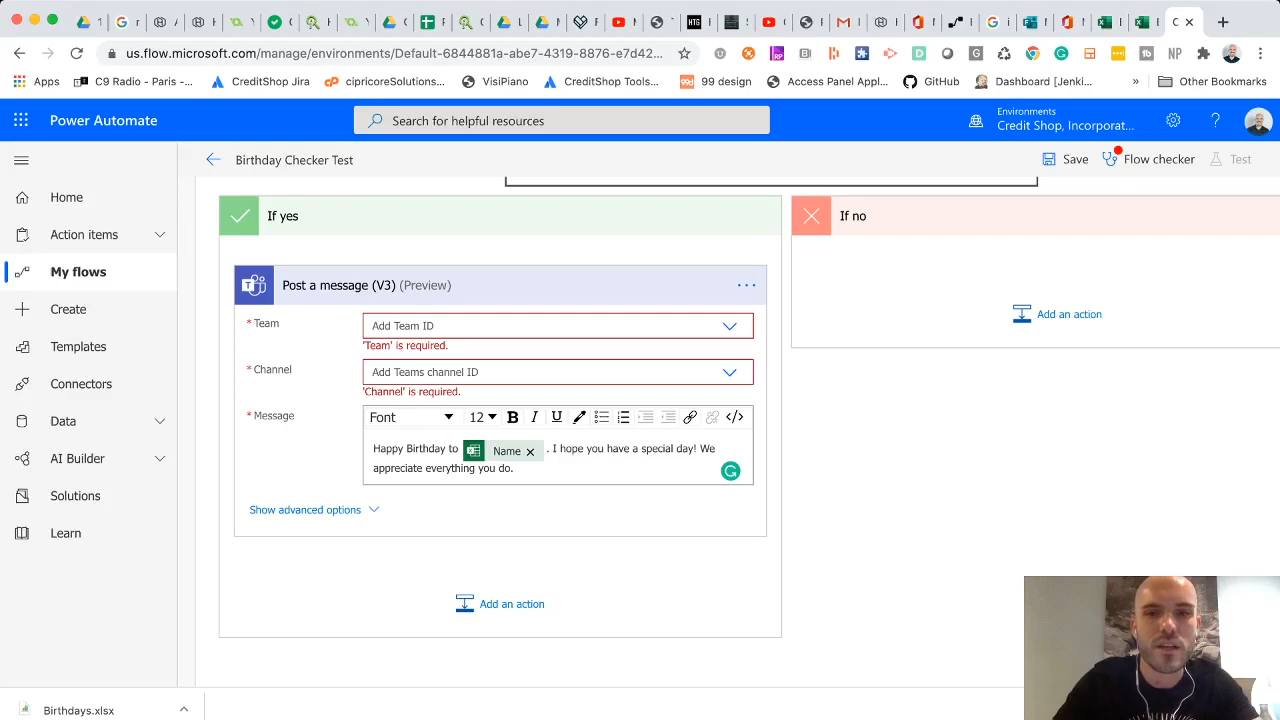 us.flow.microsoft.com/manage/environments/Default-6844881a-abe7-4319-8876-e7d42...
Apps
C9 Radio - Paris -...
CreditShop Jira
cipricoreSolutions...
VisiPiano
CreditShop Tools...
99 design
Access Panel Appl...
GitHub
Dashboard [Jenki...
»
Other Bookmarks
Power Automate
Search for helpful resources
Environments
Credit Shop, Incorporat...
Birthday Checker Test
Save
Flow checker
Test
Home
Action items
My flows
Create
Templates
Connectors
Data
AI Builder
Solutions
Learn
If yes
If no
Post a message (V3) (Preview)
* Team
Add Team ID
'Team' is required.
* Channel
Add Teams channel ID
'Channel' is required.
* Message
Font
12
B
I
U
</>
Happy Birthday to Name × . I hope you have a special day! We
appreciate everything you do.
Show advanced options
Add an action
Add an action
Birthdays.xlsx